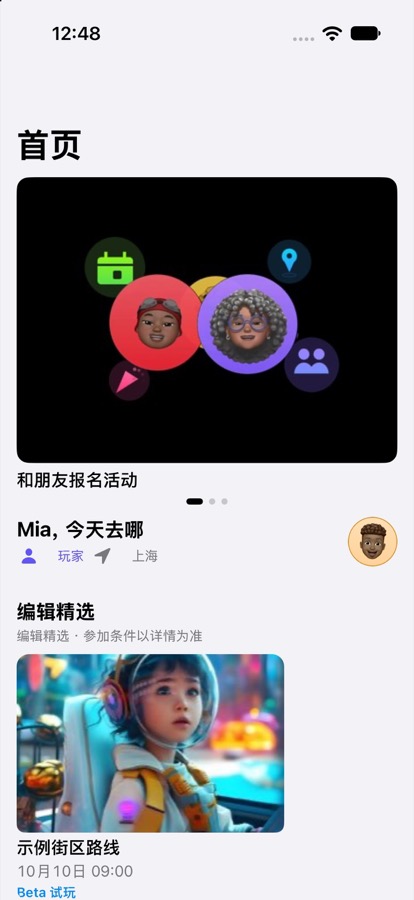 12:48
首页
和朋友报名活动
Mia, 今天去哪
玩家 上海
编辑精选
编辑精选 · 参加条件以详情为准
示例街区路线
10月10日 09:00
Beta 试玩